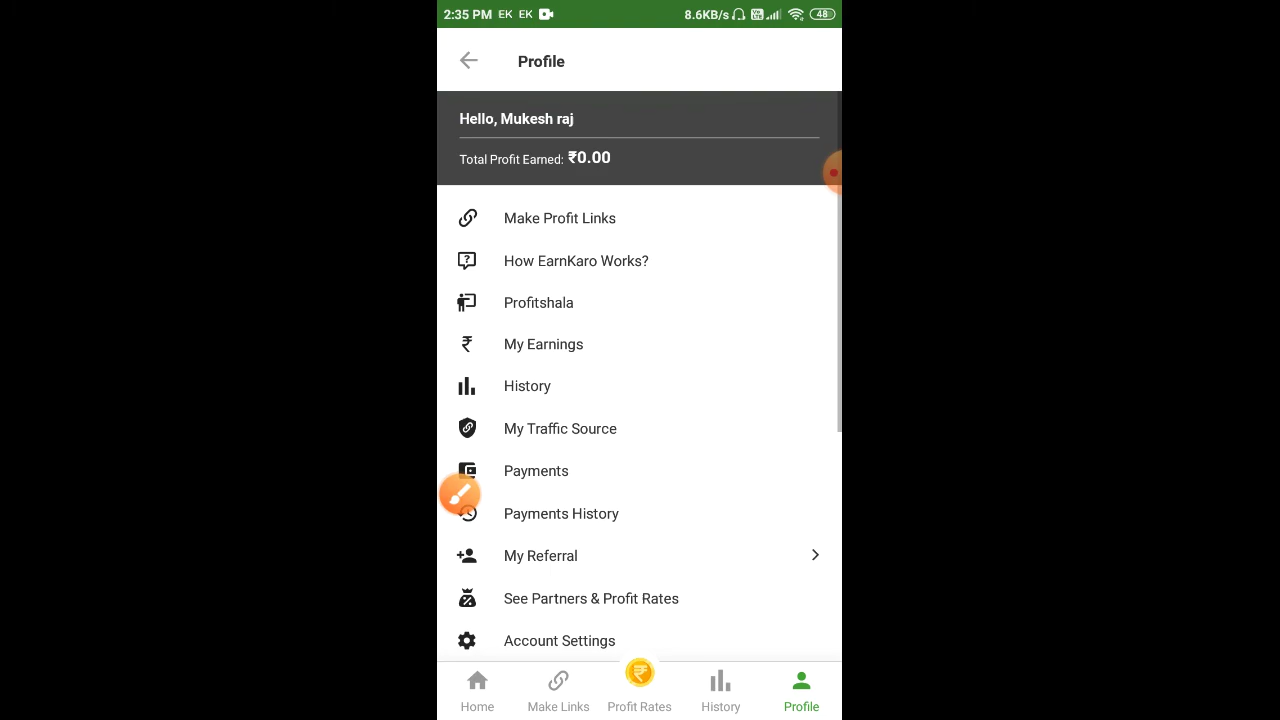 2:35 PM EK EK 8.6KB/s 48
Profile
Hello, Mukesh raj
Total Profit Earned: ₹0.00
Make Profit Links
How EarnKaro Works?
Profitshala
My Earnings
History
My Traffic Source
Payments
Payments History
My Referral
See Partners & Profit Rates
Account Settings
Home Make Links Profit Rates History Profile